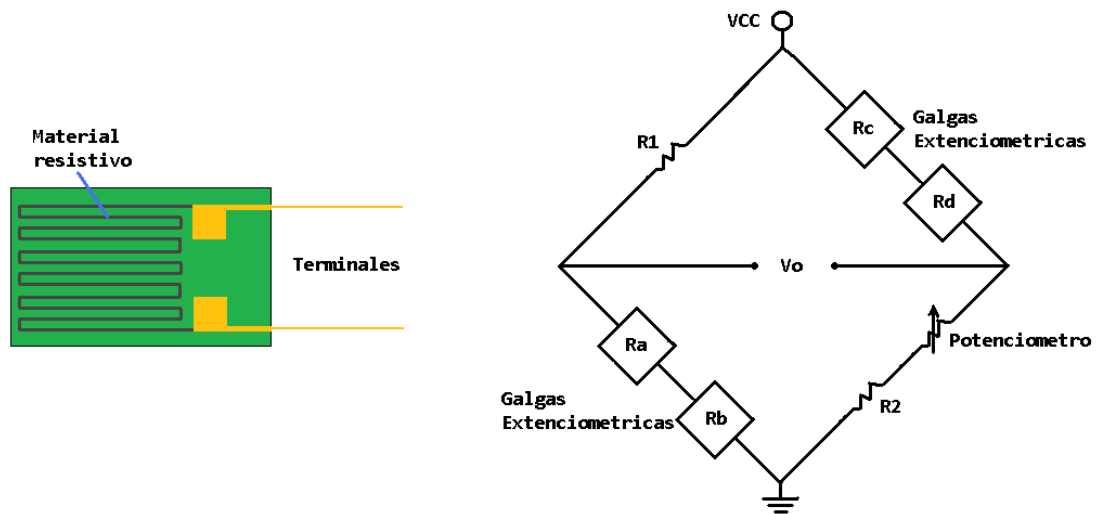 Material
resistivo
Terminales
VCC
R1
Rc
Galgas
Extenciometricas
Rd
Vo
Ra
Potenciometro
Galgas
Extenciometricas
Rb
R2